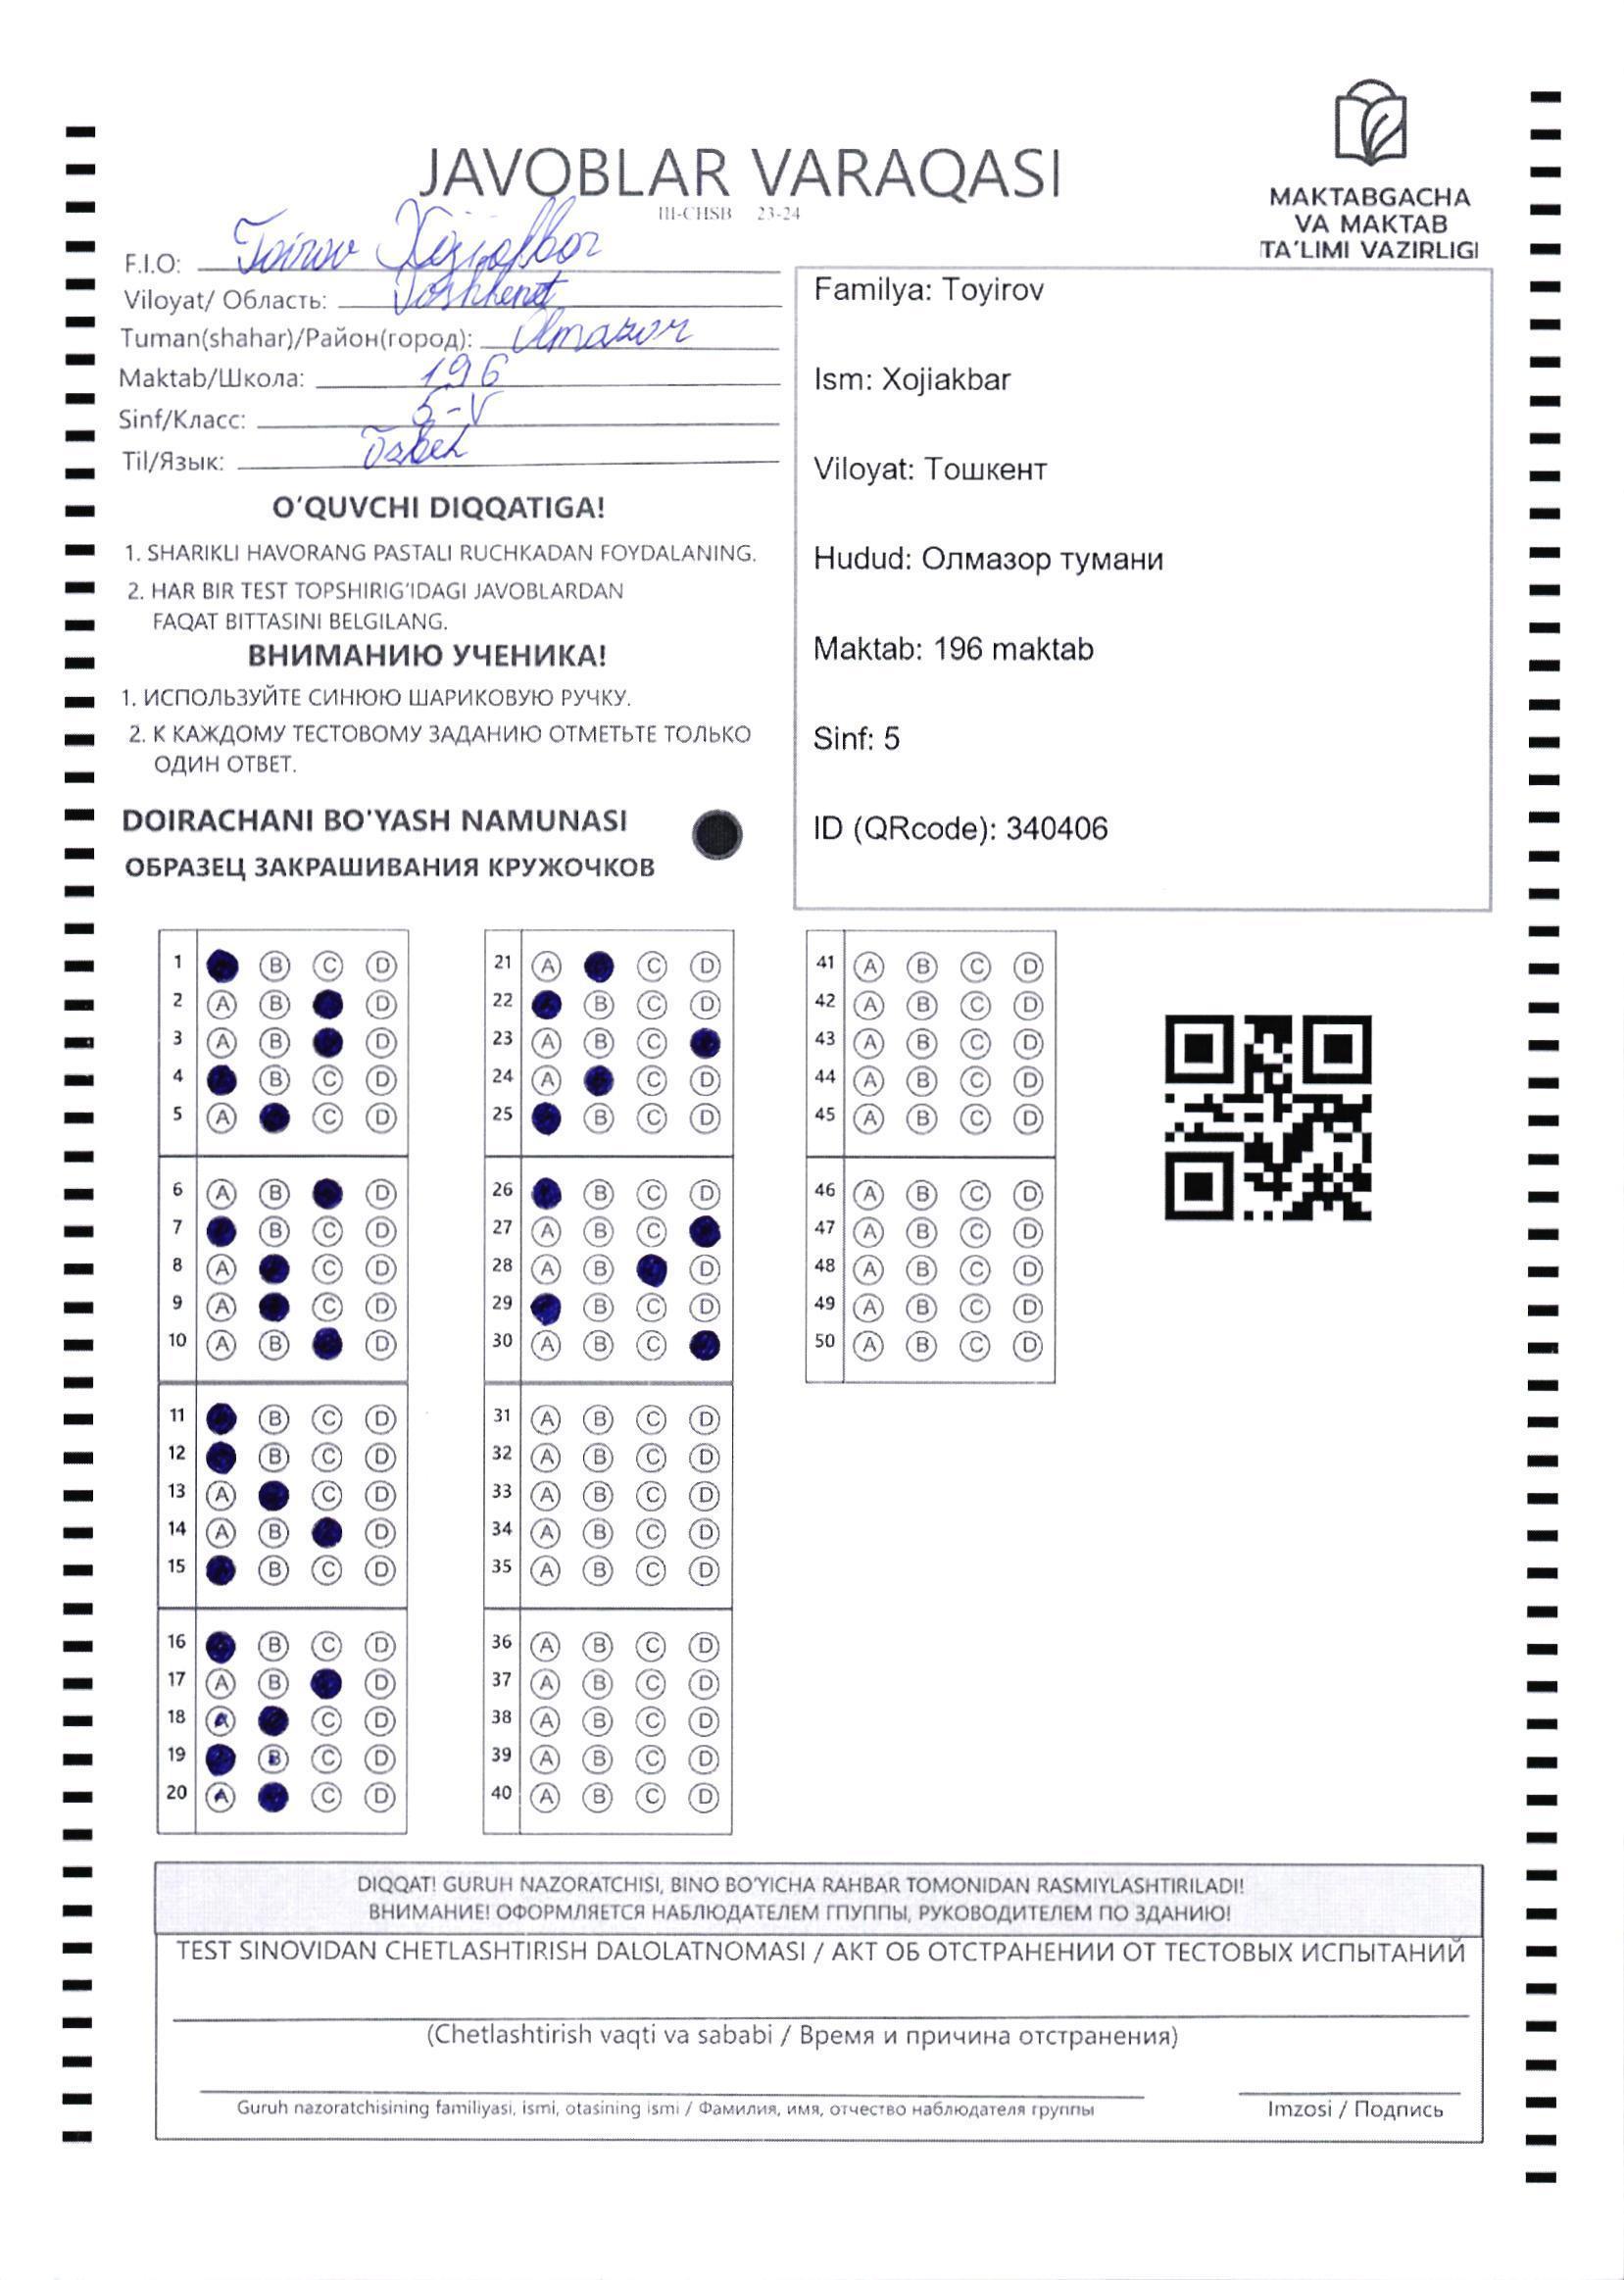 JAVOBLAR VARAQASI
III-CHSB 23-24
MAKTABGACHA
VA MAKTAB
TA'LIMI VAZIRLIGI
F.I.O: Toirov Xojiakbor
Viloyat/ Область: Toshkent
Tuman(shahar)/Район(город): Olmazor
Maktab/Школа: 196
Sinf/Класс: 5-V
Til/Язык: Oʻzbek
O‘QUVCHI DIQQATIGA!
1. SHARIKLI HAVORANG PASTALI RUCHKADAN FOYDALANING.
2. HAR BIR TEST TOPSHIRIG‘IDAGI JAVOBLARDAN
FAQAT BITTASINI BELGILANG.
ВНИМАНИЮ УЧЕНИКА!
1. ИСПОЛЬЗУЙТЕ СИНЮЮ ШАРИКОВУЮ РУЧКУ.
2. К КАЖДОМУ ТЕСТОВОМУ ЗАДАНИЮ ОТМЕТЬТЕ ТОЛЬКО
ОДИН ОТВЕТ.
DOIRACHANI BO'YASH NAMUNASI
ОБРАЗЕЦ ЗАКРАШИВАНИЯ КРУЖОЧКОВ
Familya: Toyirov
Ism: Xojiakbar
Viloyat: Тошкент
Hudud: Олмазор тумани
Maktab: 196 maktab
Sinf: 5
ID (QRcode): 340406
1 B C D
2 A B D
3 A B D
4 B C D
5 A C D
6 A B D
7 B C D
8 A C D
9 A C D
10 A B D
11 B C D
12 B C D
13 A C D
14 A B D
15 B C D
16 B C D
17 A B D
18 A C D
19 B C D
20 A C D
21 A C D
22 B C D
23 A B C
24 A C D
25 B C D
26 B C D
27 A B C
28 A B D
29 B C D
30 A B C
31 A B C D
32 A B C D
33 A B C D
34 A B C D
35 A B C D
36 A B C D
37 A B C D
38 A B C D
39 A B C D
40 A B C D
41 A B C D
42 A B C D
43 A B C D
44 A B C D
45 A B C D
46 A B C D
47 A B C D
48 A B C D
49 A B C D
50 A B C D
DIQQAT! GURUH NAZORATCHISI, BINO BO'YICHA RAHBAR TOMONIDAN RASMIYLASHTIRILADI!
ВНИМАНИЕ! ОФОРМЛЯЕТСЯ НАБЛЮДАТЕЛЕМ ГПУППЫ, РУКОВОДИТЕЛЕМ ПО ЗДАНИЮ!
TEST SINOVIDAN CHETLASHTIRISH DALOLATNOMASI / АКТ ОБ ОТСТРАНЕНИИ ОТ ТЕСТОВЫХ ИСПЫТАНИЙ
(Chetlashtirish vaqti va sababi / Время и причина отстранения)
Guruh nazoratchisining familiyasi, ismi, otasining ismi / Фамилия, имя, отчество наблюдателя группы
Imzosi / Подпись